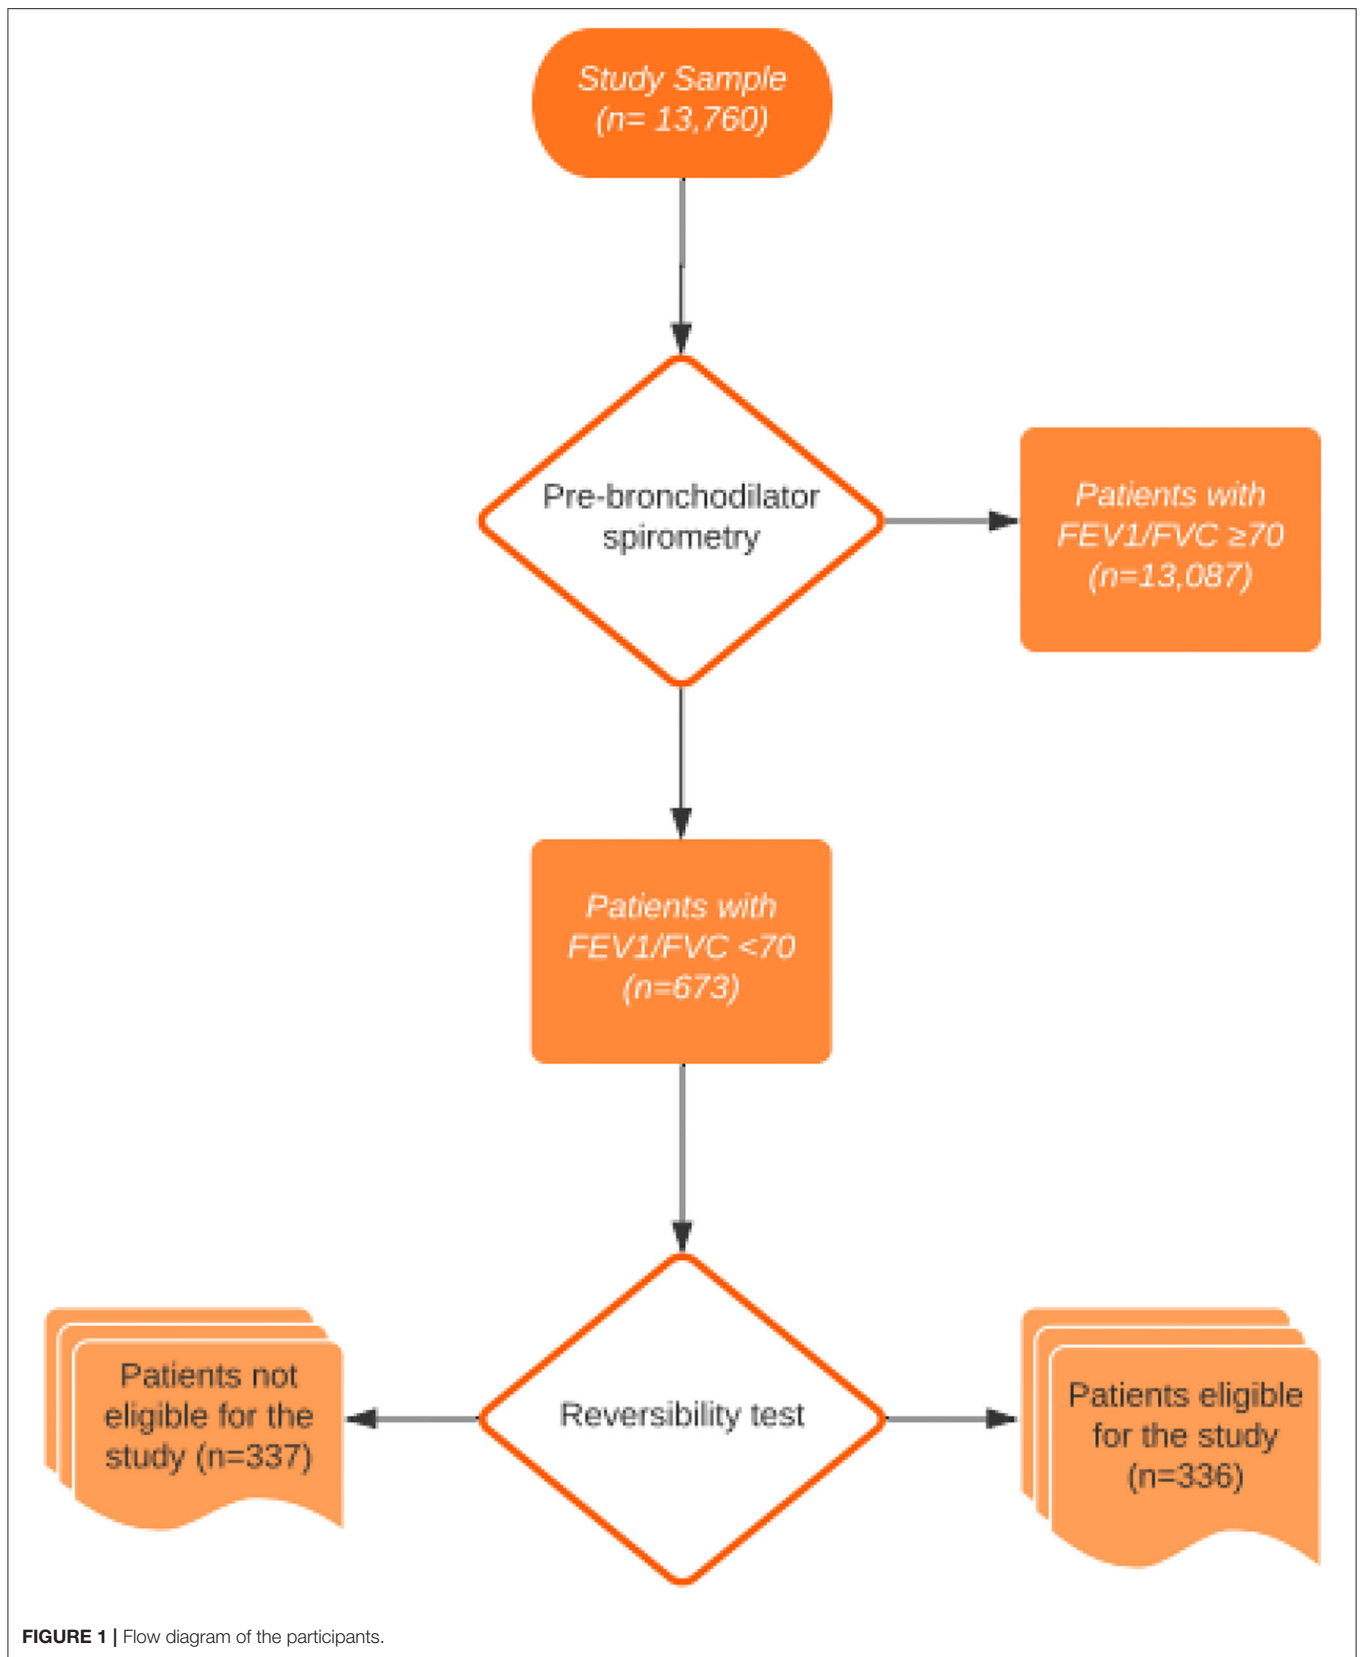 Study Sample
(n= 13,760)
Pre-bronchodilator
spirometry
Patients with
FEV1/FVC ≥70
(n=13,087)
Patients with
FEV1/FVC <70
(n=673)
Patients not
eligible for the
study (n=337)
Reversibility test
Patients eligible
for the study
(n=336)
FIGURE 1 | Flow diagram of the participants.